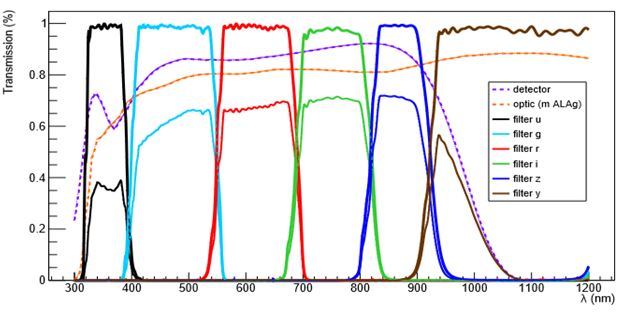 Transmission (%)
1
0.8
0.6
0.4
0.2
0
detector
optic (m ALAg)
filter u
filter g
filter r
filter i
filter z
filter y
300 400 500 600 700 800 900 1000 1100 1200
λ (nm)